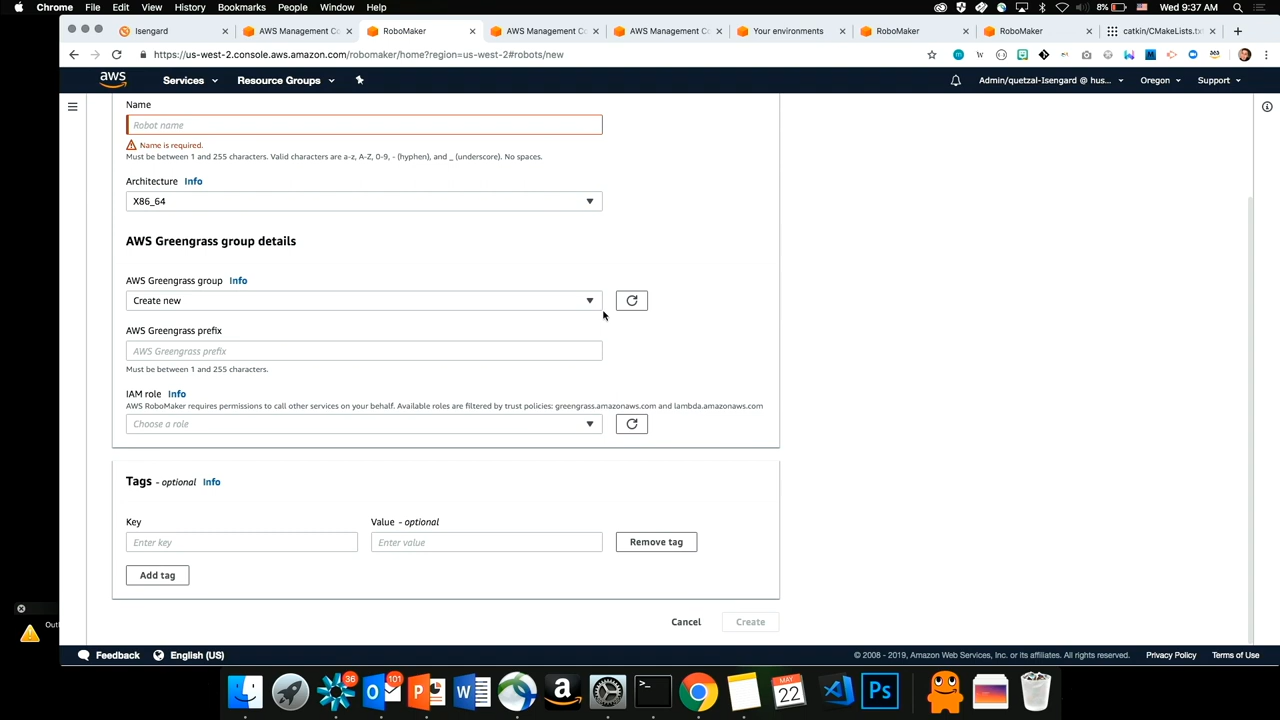 Chrome File Edit View History Bookmarks People Window Help 8% Wed 9:37 AM
Isengard AWS Management Co RoboMaker AWS Management Co AWS Management Co Your environments RoboMaker RoboMaker catkin/CMakeLists.txt
https://us-west-2.console.aws.amazon.com/robomaker/home?region=us-west-2#robots/new
aws Services Resource Groups Admin/quetzal-Isengard @ hus... Oregon Support
Name
Robot name
Name is required.
Must be between 1 and 255 characters. Valid characters are a-z, A-Z, 0-9, - (hyphen), and _ (underscore). No spaces.
Architecture Info
X86_64
AWS Greengrass group details
AWS Greengrass group Info
Create new
AWS Greengrass prefix
AWS Greengrass prefix
Must be between 1 and 255 characters.
IAM role Info
AWS RoboMaker requires permissions to call other services on your behalf. Available roles are filtered by trust policies: greengrass.amazonaws.com and lambda.amazonaws.com
Choose a role
Tags - optional Info
Key Value - optional
Enter key Enter value Remove tag
Add tag
Cancel Create
Out
Feedback English (US) © 2008 - 2019, Amazon Web Services, Inc. or its affiliates. All rights reserved. Privacy Policy Terms of Use
36 101 MAY
22 Ps